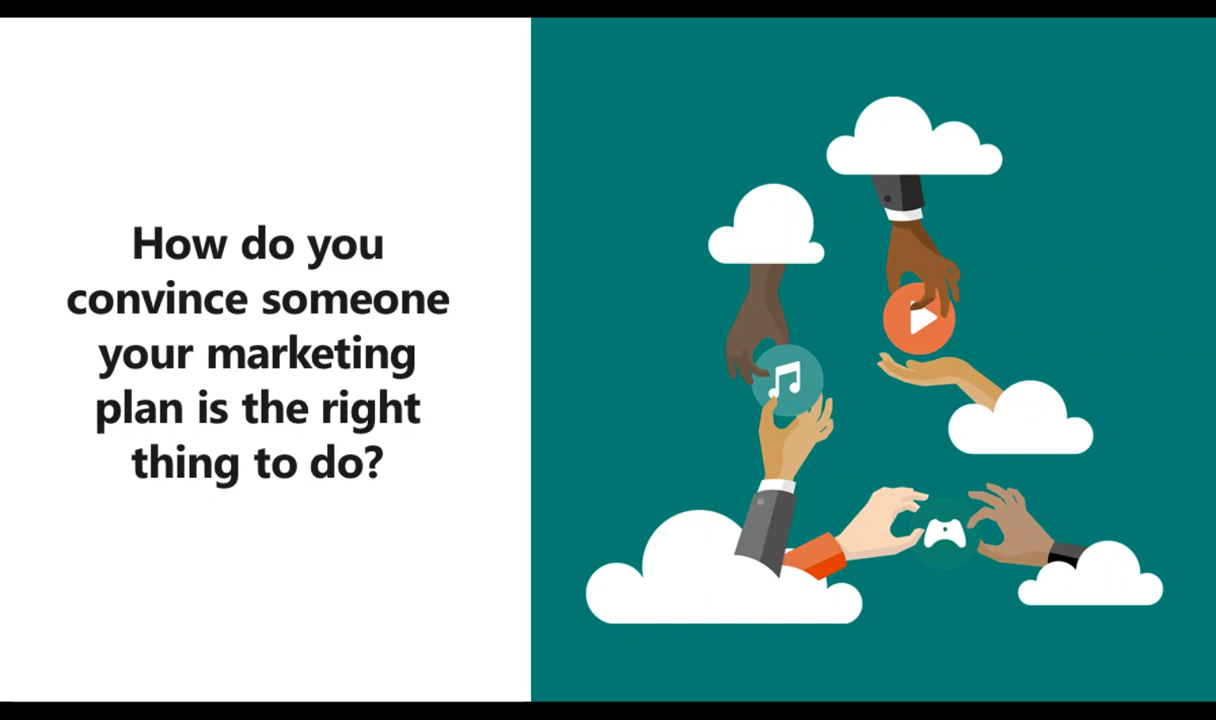 How do you
convince someone
your marketing
plan is the right
thing to do?